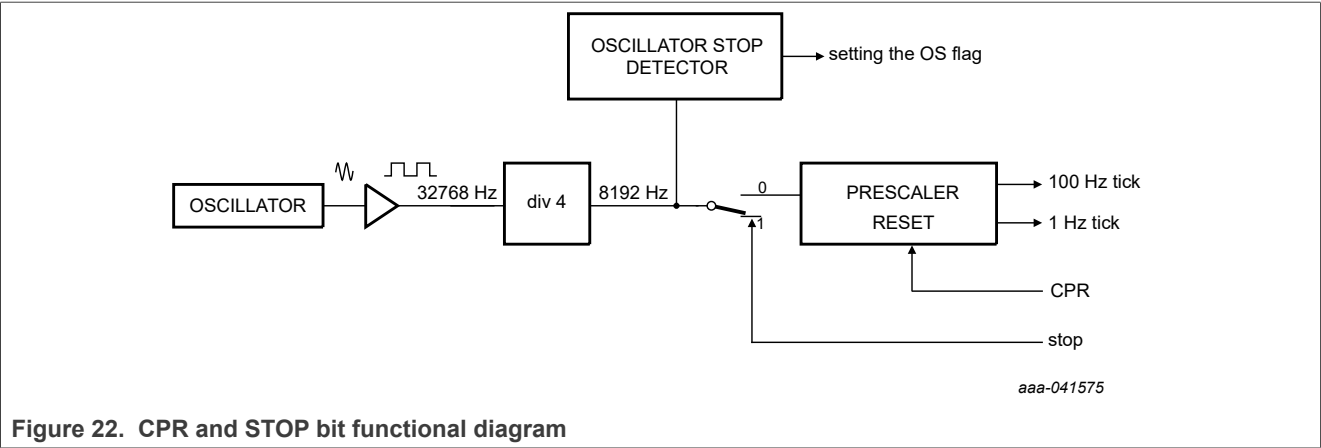 OSCILLATOR STOP
DETECTOR
setting the OS flag
OSCILLATOR
32768 Hz
div 4
8192 Hz
0
1
PRESCALER
RESET
100 Hz tick
1 Hz tick
CPR
stop
aaa-041575
Figure 22. CPR and STOP bit functional diagram